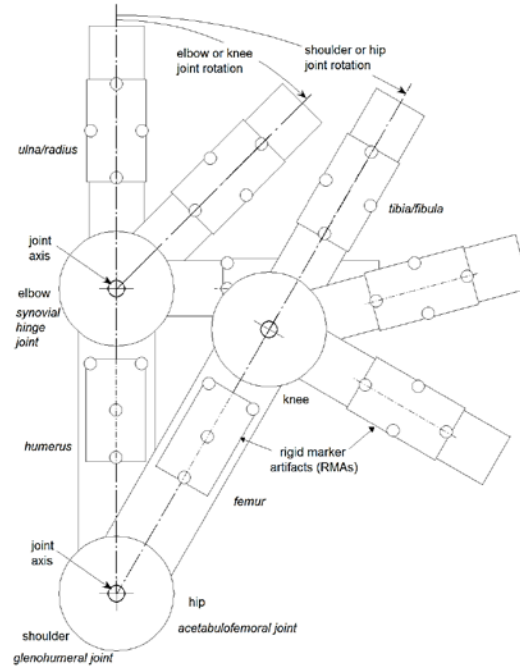 elbow or knee
joint rotation
shoulder or hip
joint rotation
ulna/radius
tibia/fibula
joint
axis
elbow
synovial
hinge
joint
knee
humerus
rigid marker
artifacts (RMAs)
femur
joint
axis
hip
acetabulofemoral joint
shoulder
glenohumeral joint